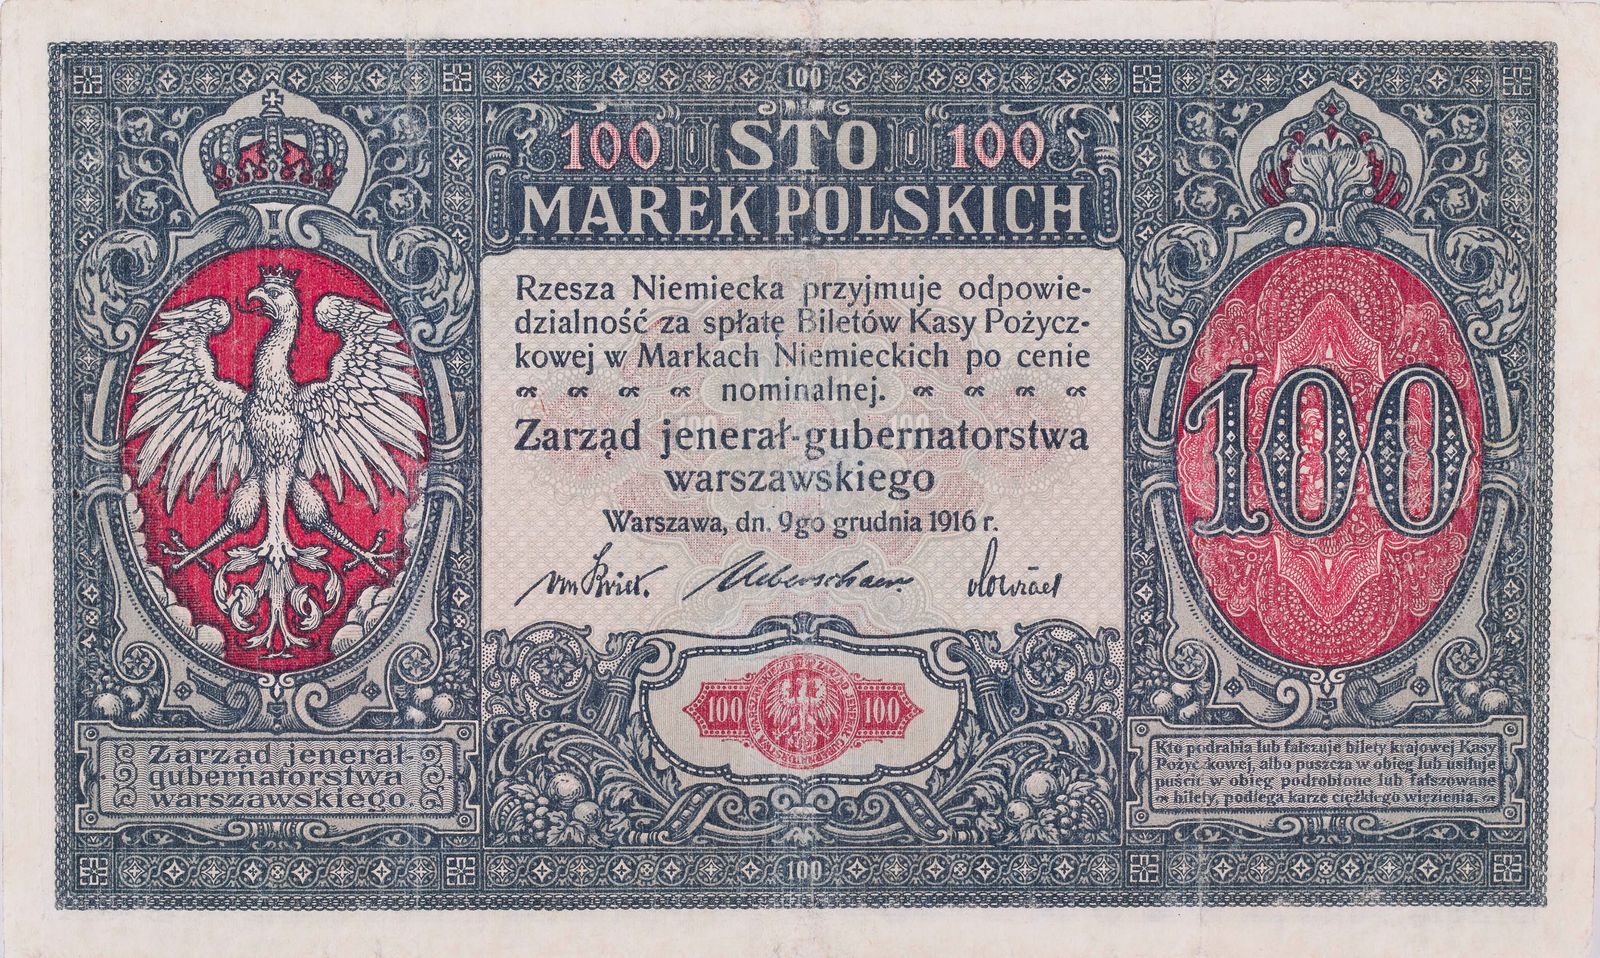 100
100 STO 100
MAREK POLSKICH
Rzesza Niemiecka przyjmuje odpowie-
dzialność za spłatę Biletów Kasy Pożycz-
kowej w Markach Niemieckich po cenie
nominalnej.
Zarząd jenerał-gubernatorstwa
warszawskiego
Warszawa, dn. 9go grudnia 1916 r.
100
100 100
100 100
Zarząd jenerał-
gubernatorstwa
warszawskiego.
Kto podrabia lub fałszuje bilety krajowej Kasy
Pożyczkowej, albo puszcza w obieg lub usiłuje
puścić w obieg podrobione lub fałszowane
bilety, podlega karze ciężkiego więzienia.
100